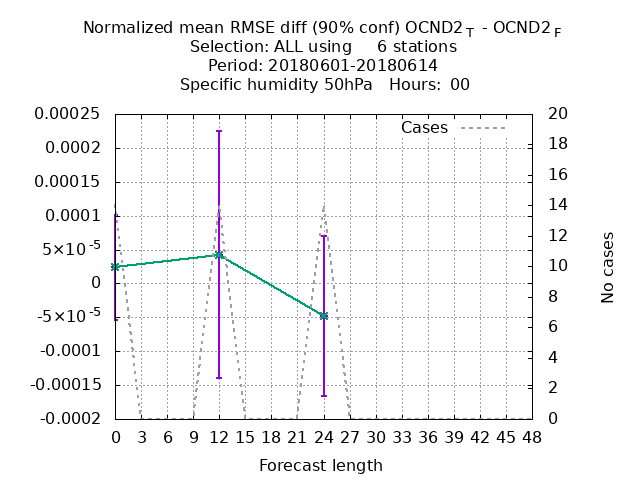 Normalized mean RMSE diff (90% conf) OCND2 T - OCND2 F
Selection: ALL using 6 stations
Period: 20180601-20180614
Specific humidity 50hPa Hours: 00
Cases
0.00025
0.0002
0.00015
0.0001
5×10-5
0
-5×10-5
-0.0001
-0.00015
-0.0002
20
18
16
14
12
10
8
6
4
2
0
No cases
0 3 6 9 12 15 18 21 24 27 30 33 36 39 42 45 48
Forecast length